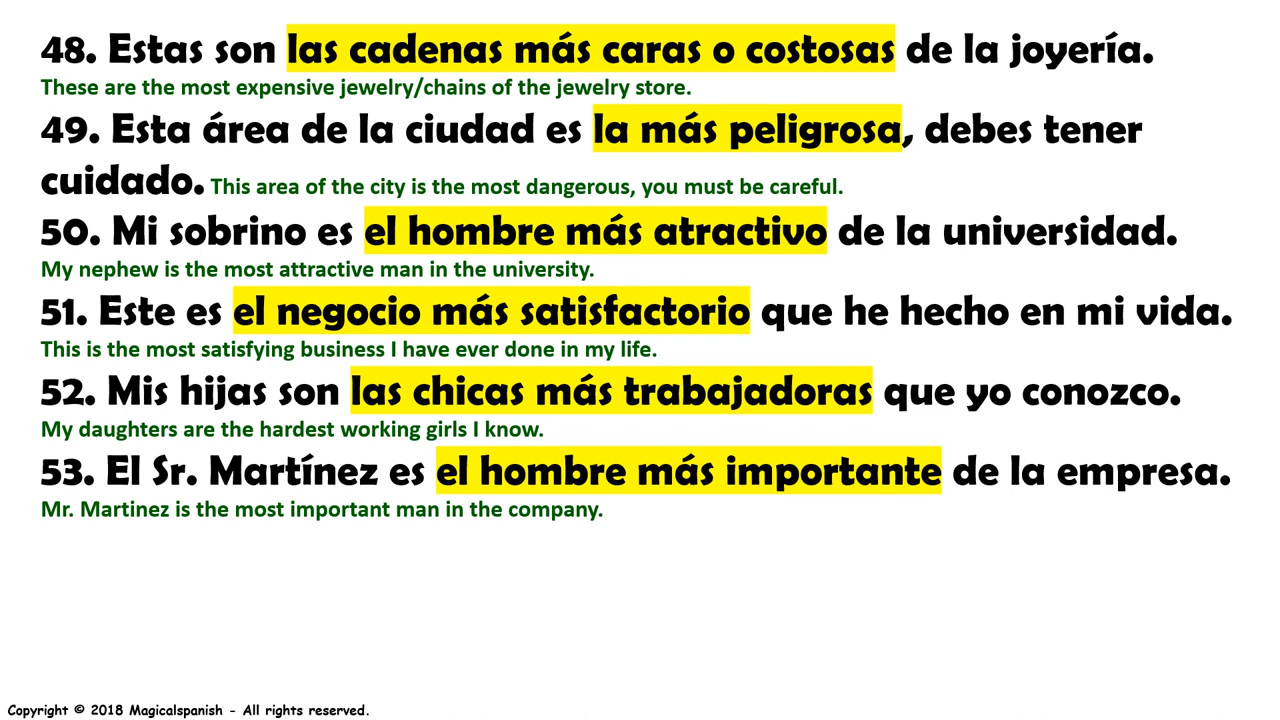 48. Estas son las cadenas más caras o costosas de la joyería.
These are the most expensive jewelry/chains of the jewelry store.
49. Esta área de la ciudad es la más peligrosa, debes tener
cuidado. This area of the city is the most dangerous, you must be careful.
50. Mi sobrino es el hombre más atractivo de la universidad.
My nephew is the most attractive man in the university.
51. Este es el negocio más satisfactorio que he hecho en mi vida.
This is the most satisfying business I have ever done in my life.
52. Mis hijas son las chicas más trabajadoras que yo conozco.
My daughters are the hardest working girls I know.
53. El Sr. Martínez es el hombre más importante de la empresa.
Mr. Martinez is the most important man in the company.
Copyright © 2018 Magicalspanish - All rights reserved.